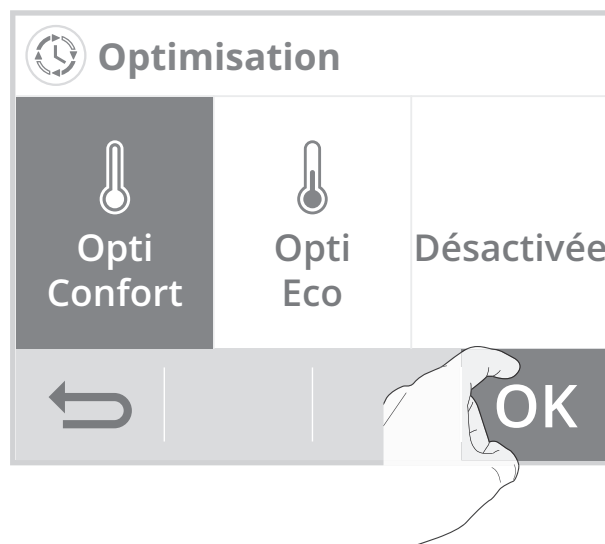 Optimisation
Opti
Confort
Opti
Eco
Désactivée
OK